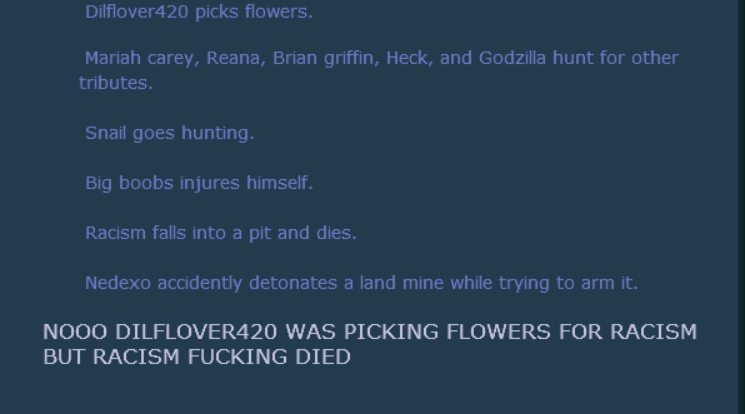 Dilflover420 picks flowers.
Mariah carey, Reana, Brian griffin, Heck, and Godzilla hunt for other
tributes.
Snail goes hunting.
Big boobs injures himself.
Racism falls into a pit and dies.
Nedexo accidently detonates a land mine while trying to arm it.
NOOO DILFLOVER420 WAS PICKING FLOWERS FOR RACISM
BUT RACISM FUCKING DIED